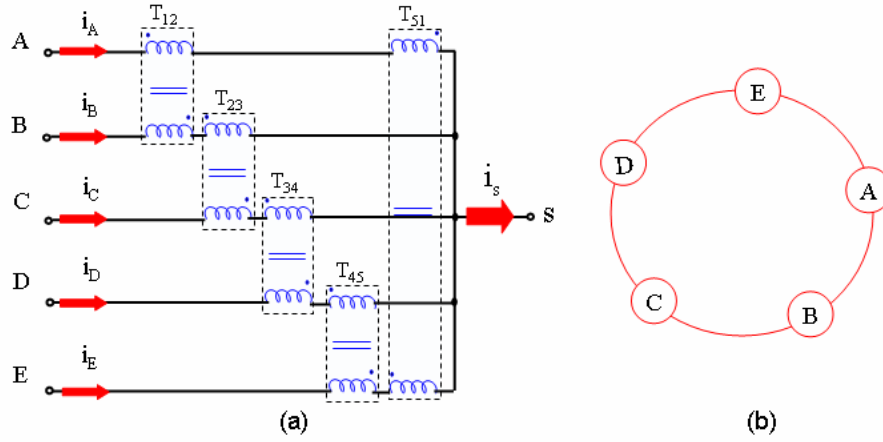 A i_A T_12 T_51
B i_B T_23
C i_C T_34
D i_D T_45
E i_E
i_s S
(a)
E
D
A
C
B
(b)